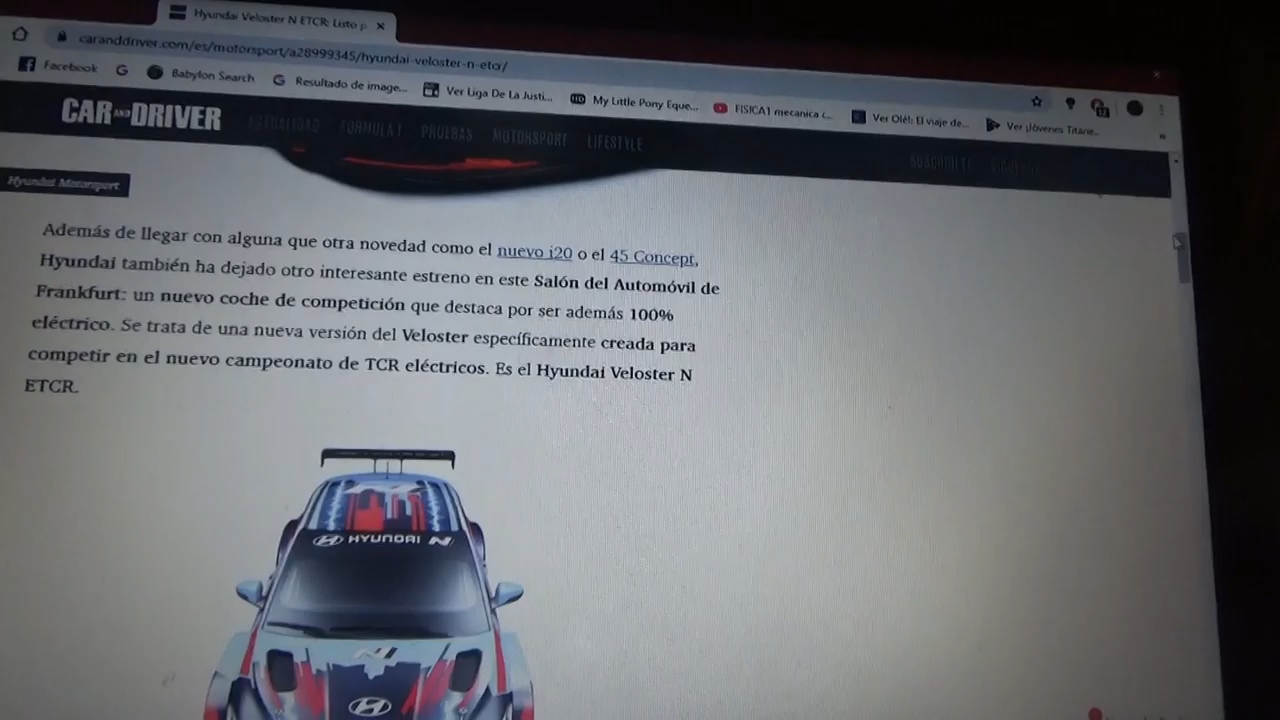 Hyundai Veloster N ETCR: Listo p
caranddriver.com/es/motorsport/a28999345/hyundai-veloster-n-etcr/
Facebook
Babylon Search
Resultado de image...
Ver Liga De La Justi...
My Little Pony Eque...
FISICA1 mecanica c...
Ver Olé!: El viaje de...
Ver ¡Jóvenes Titane...
CAR AND DRIVER
ACTUALIDAD FORMULA 1 PRUEBAS MOTORSPORT LIFESTYLE
SUSCRÍBETE
Hyundai Motorsport
Además de llegar con alguna que otra novedad como el nuevo i20 o el 45 Concept,
Hyundai también ha dejado otro interesante estreno en este Salón del Automóvil de
Frankfurt: un nuevo coche de competición que destaca por ser además 100%
eléctrico. Se trata de una nueva versión del Veloster específicamente creada para
competir en el nuevo campeonato de TCR eléctricos. Es el Hyundai Veloster N
ETCR.
HYUNDAI N
N